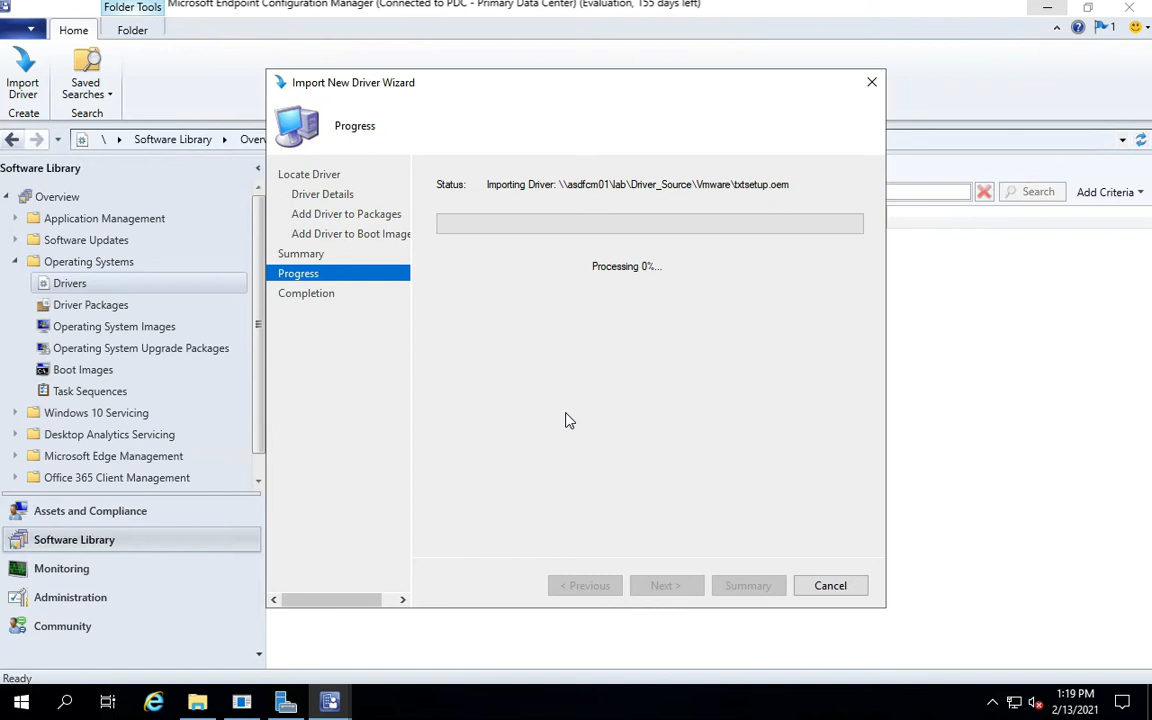 Folder Tools
Microsoft Endpoint Configuration Manager (Connected to PDC - Primary Data Center) (Evaluation, 155 days left)
Home
Folder
1
Import Driver
Saved Searches
Create
Search
\ Software Library Overv
Software Library
Search
Add Criteria
Overview
Application Management
Software Updates
Operating Systems
Drivers
Driver Packages
Operating System Images
Operating System Upgrade Packages
Boot Images
Task Sequences
Windows 10 Servicing
Desktop Analytics Servicing
Microsoft Edge Management
Office 365 Client Management
Assets and Compliance
Software Library
Monitoring
Administration
Community
Ready
Import New Driver Wizard
Progress
Locate Driver
Driver Details
Add Driver to Packages
Add Driver to Boot Image
Summary
Progress
Completion
Status: Importing Driver: \\asdfcm01\lab\Driver_Source\Vmware\txtsetup.oem
Processing 0%...
< Previous
Next >
Summary
Cancel
1:19 PM
2/13/2021